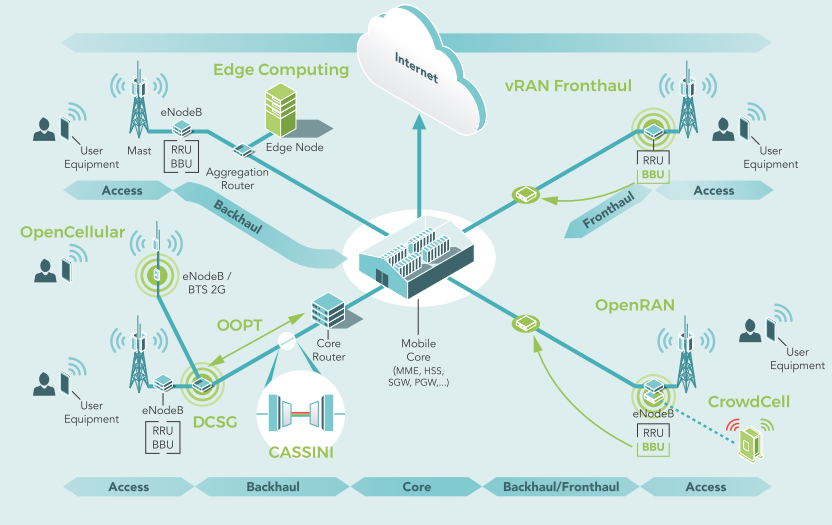 Internet
Edge Computing
vRAN Fronthaul
eNodeB
User
Equipment
Mast
RRU
BBU
Edge Node
Aggregation
Router
RRU
BBU
User
Equipment
Access
Backhaul
Fronthaul
Access
OpenCellular
eNodeB /
BTS 2G
OOPT
Core
Router
Mobile
Core
(MME, HSS,
SGW, PGW,...)
OpenRAN
User
Equipment
User
Equipment
eNodeB
RRU
BBU
DCSG
CASSINI
eNodeB
RRU
BBU
CrowdCell
Access
Backhaul
Core
Backhaul/Fronthaul
Access